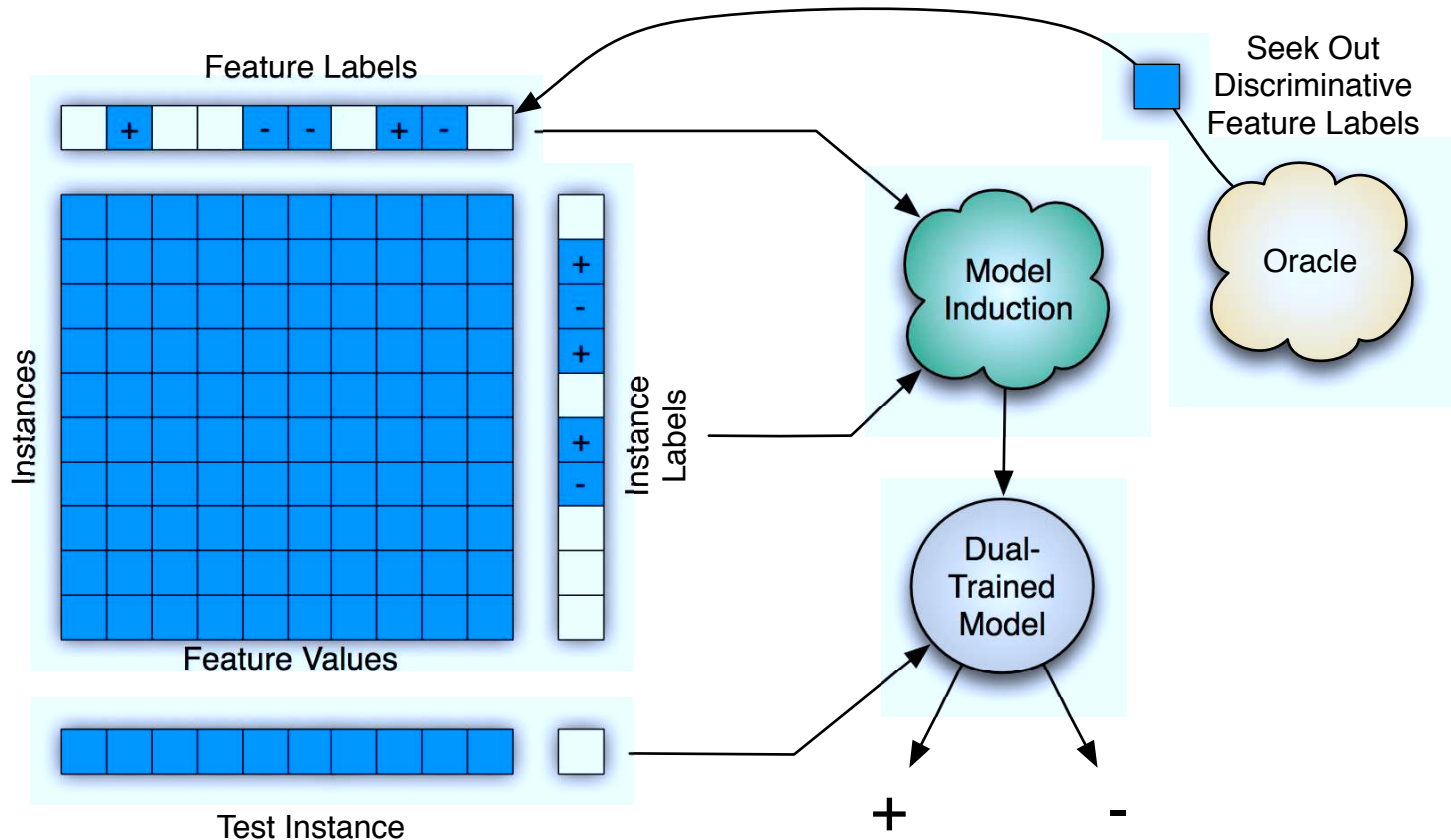 Feature Labels
+ - - + -
Seek Out
Discriminative
Feature Labels
Oracle
Model
Induction
Instances
+
-
+
+
-
Instance
Labels
Feature Values
Dual-
Trained
Model
Test Instance
+ -